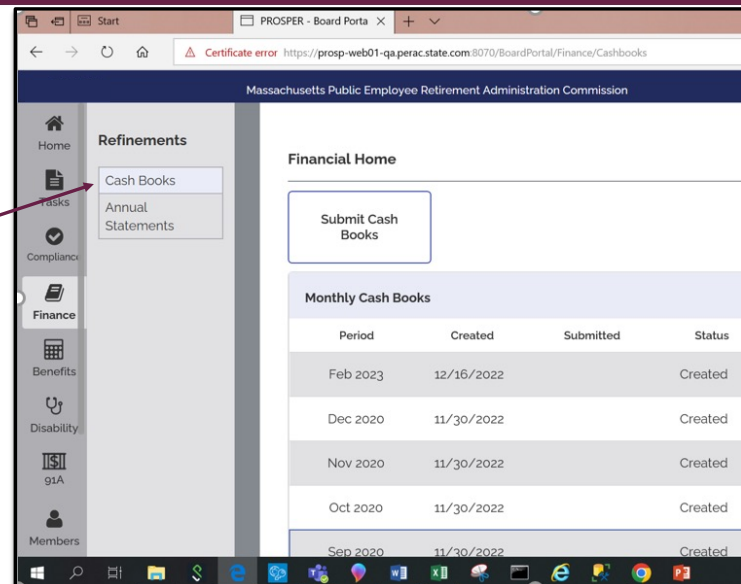 Start
PROSPER - Board Porta
Certificate error https://prosp-web01-qa.perac.state.com:8070/BoardPortal/Finance/Cashbooks
Massachusetts Public Employee Retirement Administration Commission
Home
Tasks
Compliance
Finance
Benefits
Disability
91A
Members
Refinements
Cash Books
Annual
Statements
Financial Home
Submit Cash
Books
Monthly Cash Books
Period Created Submitted Status
Feb 2023 12/16/2022 Created
Dec 2020 11/30/2022 Created
Nov 2020 11/30/2022 Created
Oct 2020 11/30/2022 Created
Sep 2020 11/30/2022 Created